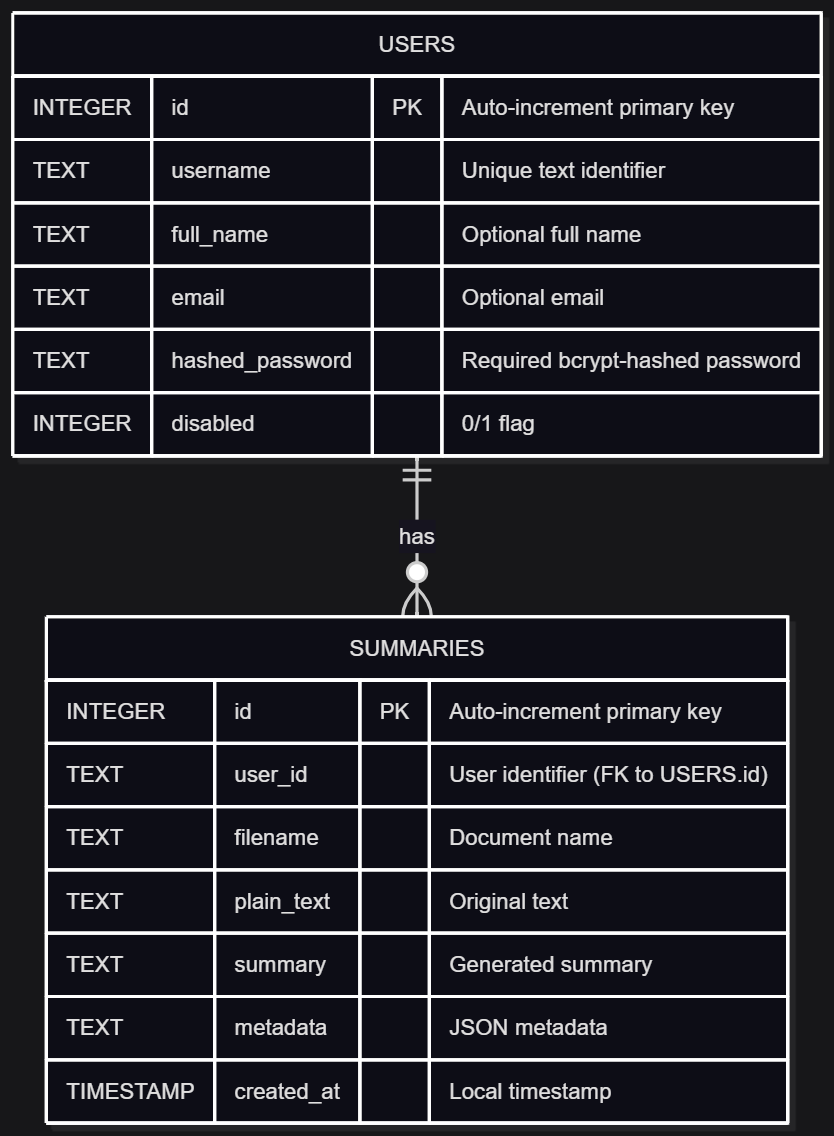 USERS
INTEGER id PK Auto-increment primary key
TEXT username Unique text identifier
TEXT full_name Optional full name
TEXT email Optional email
TEXT hashed_password Required bcrypt-hashed password
INTEGER disabled 0/1 flag
has
SUMMARIES
INTEGER id PK Auto-increment primary key
TEXT user_id User identifier (FK to USERS.id)
TEXT filename Document name
TEXT plain_text Original text
TEXT summary Generated summary
TEXT metadata JSON metadata
TIMESTAMP created_at Local timestamp